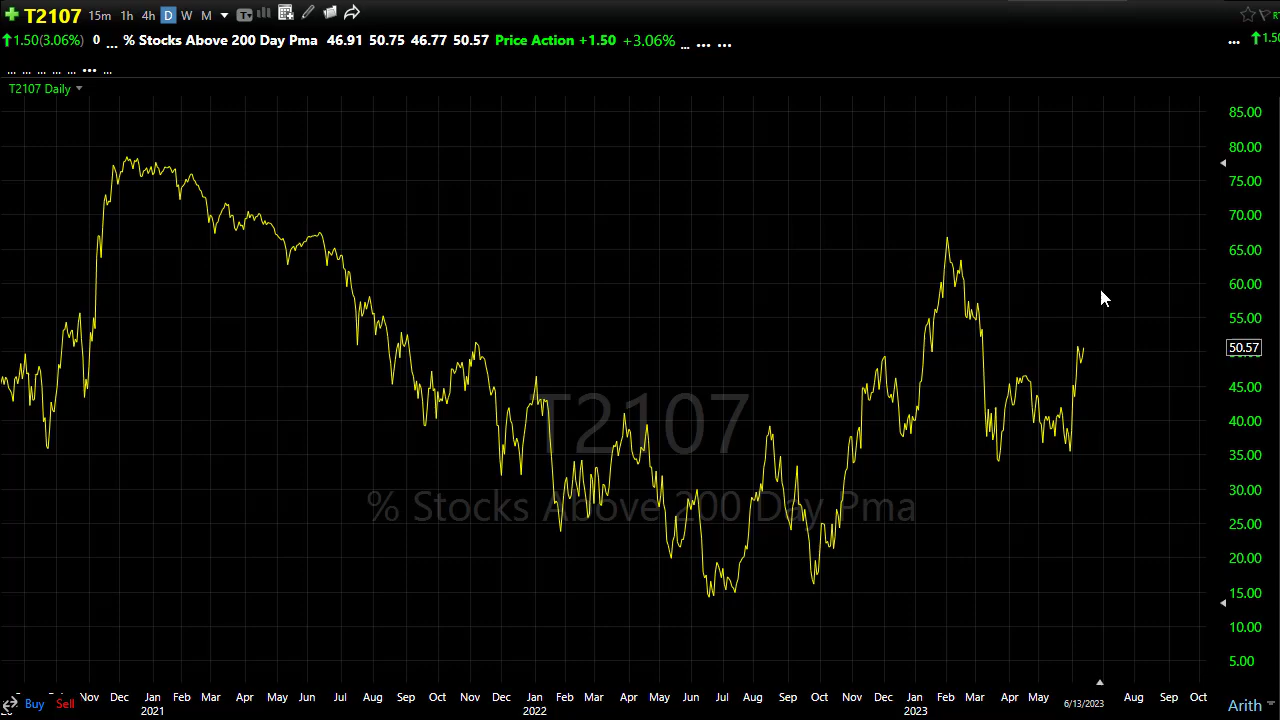 T2107 15m 1h 4h D W M
1.50(3.06%) 0 ... % Stocks Above 200 Day Pma 46.91 50.75 46.77 50.57 Price Action +1.50 +3.06% ... ... ... ... 1.50
... ... ... ... ... ... ...
T2107 Daily
85.00
80.00
75.00
70.00
65.00
60.00
55.00
50.57
45.00
40.00
35.00
30.00
25.00
20.00
15.00
10.00
5.00
T2107
% Stocks Above 200 Day Pma
Nov Dec Jan Feb Mar Apr May Jun Jul Aug Sep Oct Nov Dec Jan Feb Mar Apr May Jun Jul Aug Sep Oct Nov Dec Jan Feb Mar Apr May 6/13/2023 Aug Sep Oct
Buy Sell Arith
2021 2022 2023